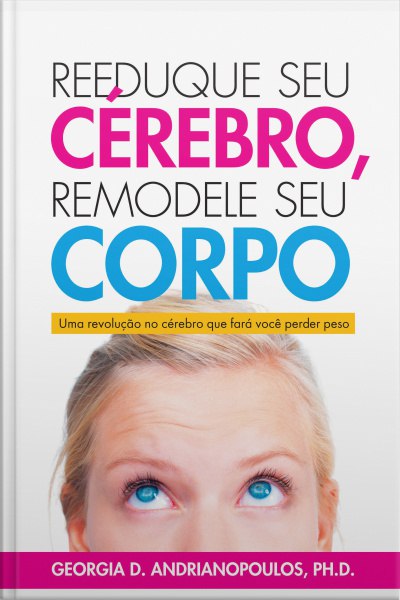 REEDUQUE SEU
CÉREBRO,
REMODELE SEU
CORPO
Uma revolução no cérebro que fará você perder peso
GEORGIA D. ANDRIANOPOULOS, PH.D.